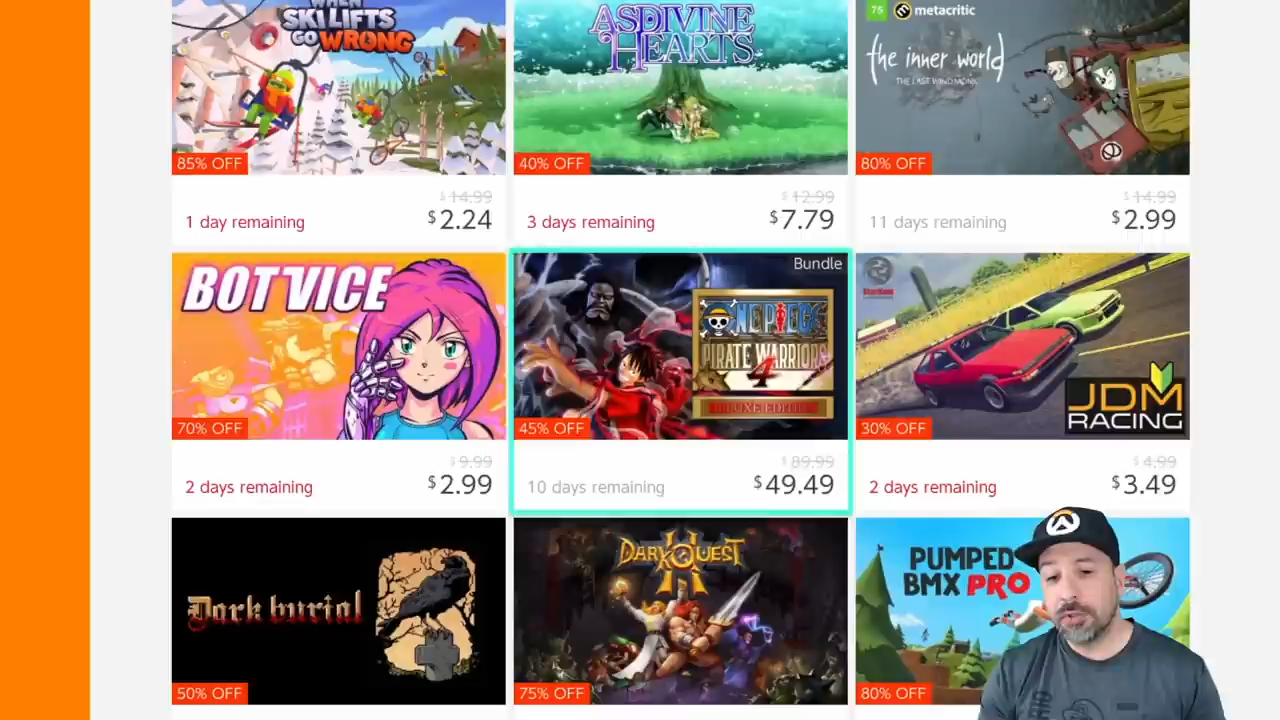 WHEN
SKI LIFTS
GO WRONG
85% OFF
$14.99
1 day remaining
$2.24
ASDIVINE
HEARTS
40% OFF
$12.99
3 days remaining
$7.79
75 metacritic
the inner world
THE LAST WIND MONK
80% OFF
$14.99
11 days remaining
$2.99
BOT VICE
70% OFF
$9.99
2 days remaining
$2.99
Bundle
ONE PIECE
PIRATE WARRIORS
4
DELUXE EDITION
45% OFF
$89.99
10 days remaining
$49.49
JDM
RACING
30% OFF
$4.99
2 days remaining
$3.49
Dark burial
50% OFF
DARK QUEST
II
75% OFF
PUMPED
BMX PRO
80% OFF